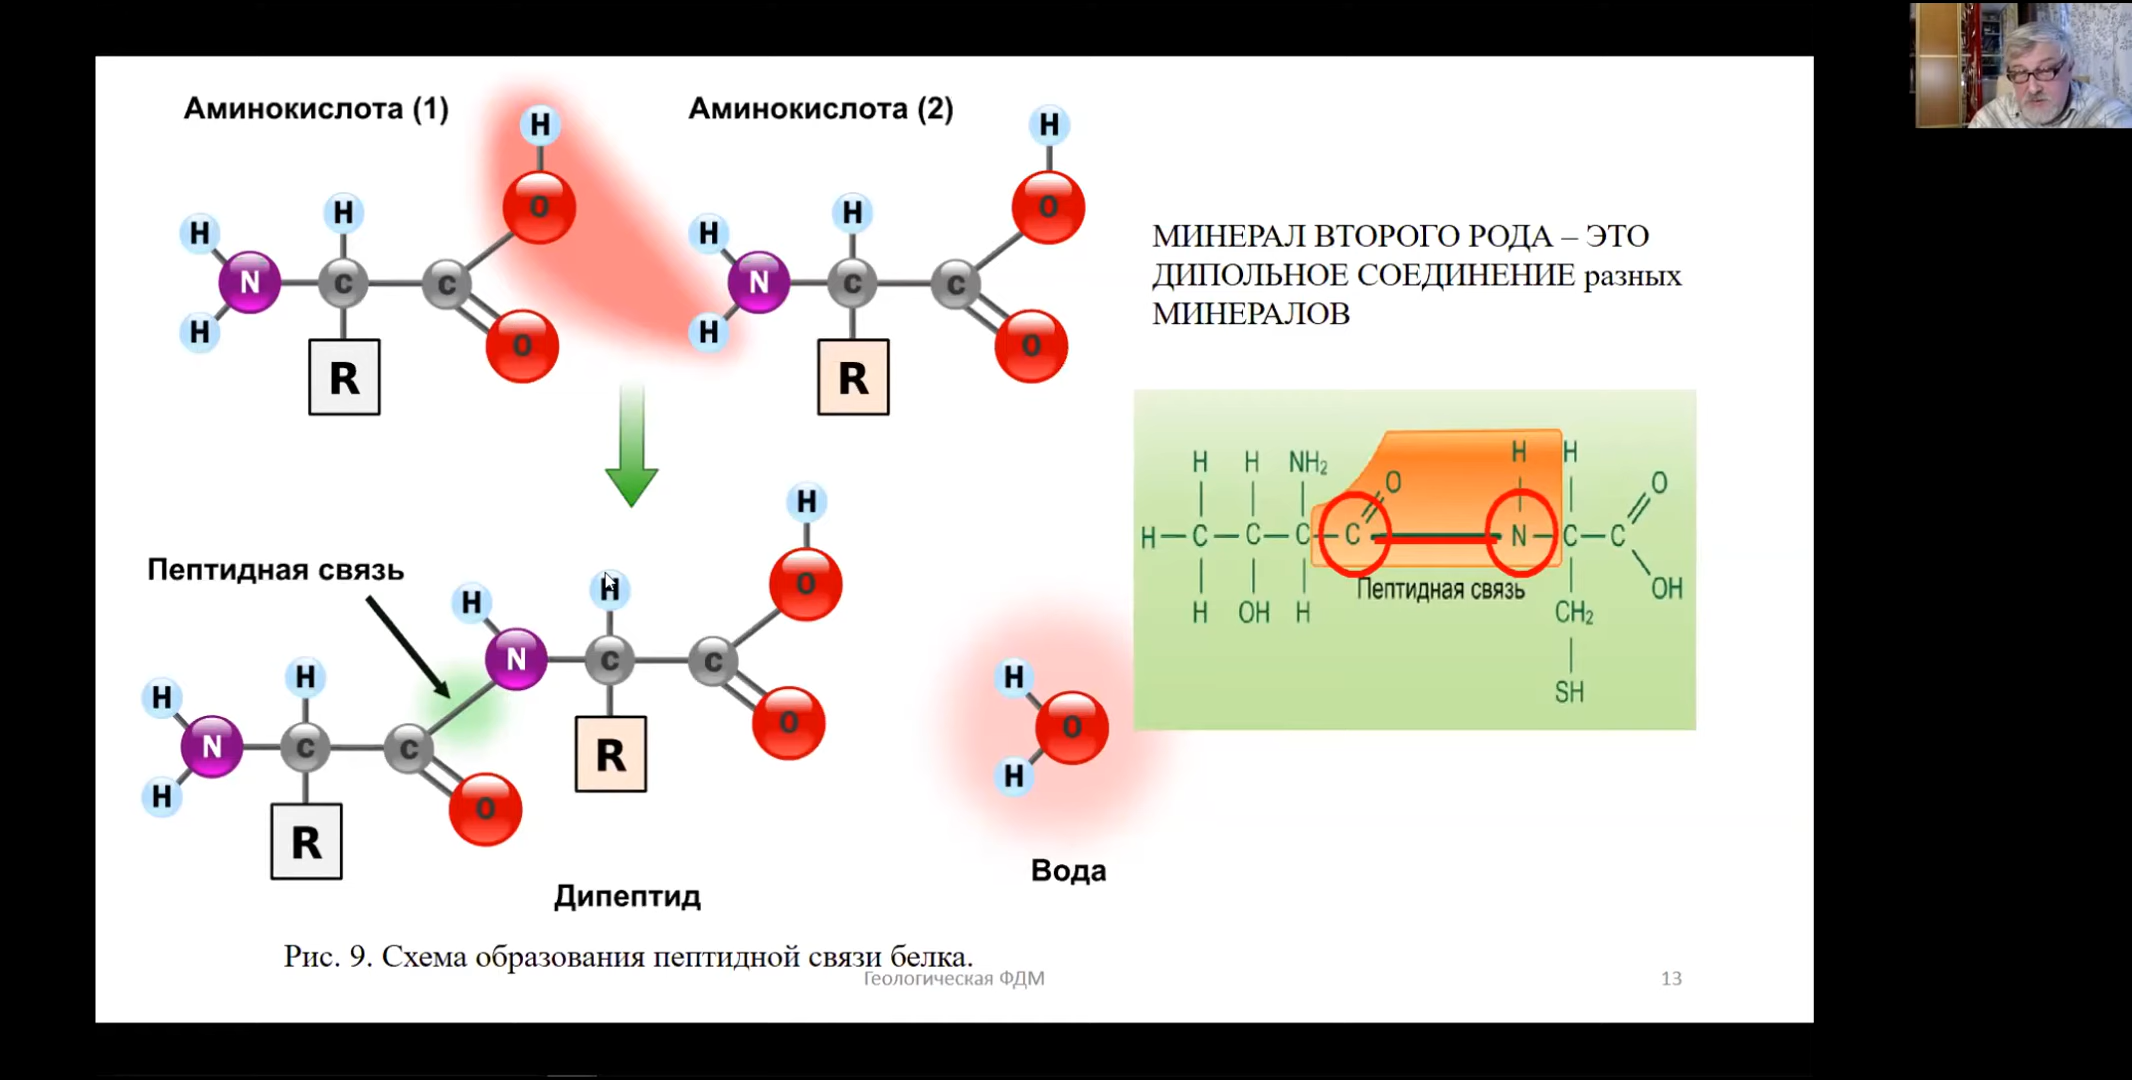 Аминокислота (1)
Аминокислота (2)
H
H
H
H
O
H
H
O
N
C
C
N
C
C
H
O
H
O
R
R
МИНЕРАЛ ВТОРОГО РОДА – ЭТО
ДИПОЛЬНОЕ СОЕДИНЕНИЕ разных
МИНЕРАЛОВ
H H NH₂ O H H O
H—C—C—C—C—N—C—C
Пептидная связь
H OH H CH₂ OH
SH
Пептидная связь
H
H
H
O
N
C
C
H
H
O
N
C
C
H
O
R
R
H
O
H
Вода
Дипептид
Рис. 9. Схема образования пептидной связи белка.
Геологическая ФДМ
13